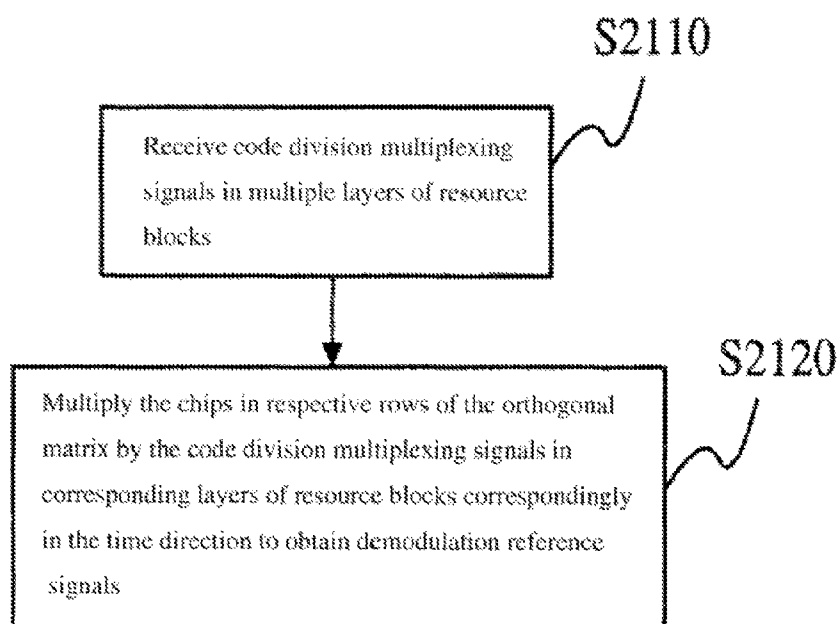 S2110
Receive code division multiplexing
signals in multiple layers of resource
blocks
S2120
Multiply the chips in respective rows of the orthogonal
matrix by the code division multiplexing signals in
corresponding layers of resource blocks correspondingly
in the time direction to obtain demodulation reference
signals